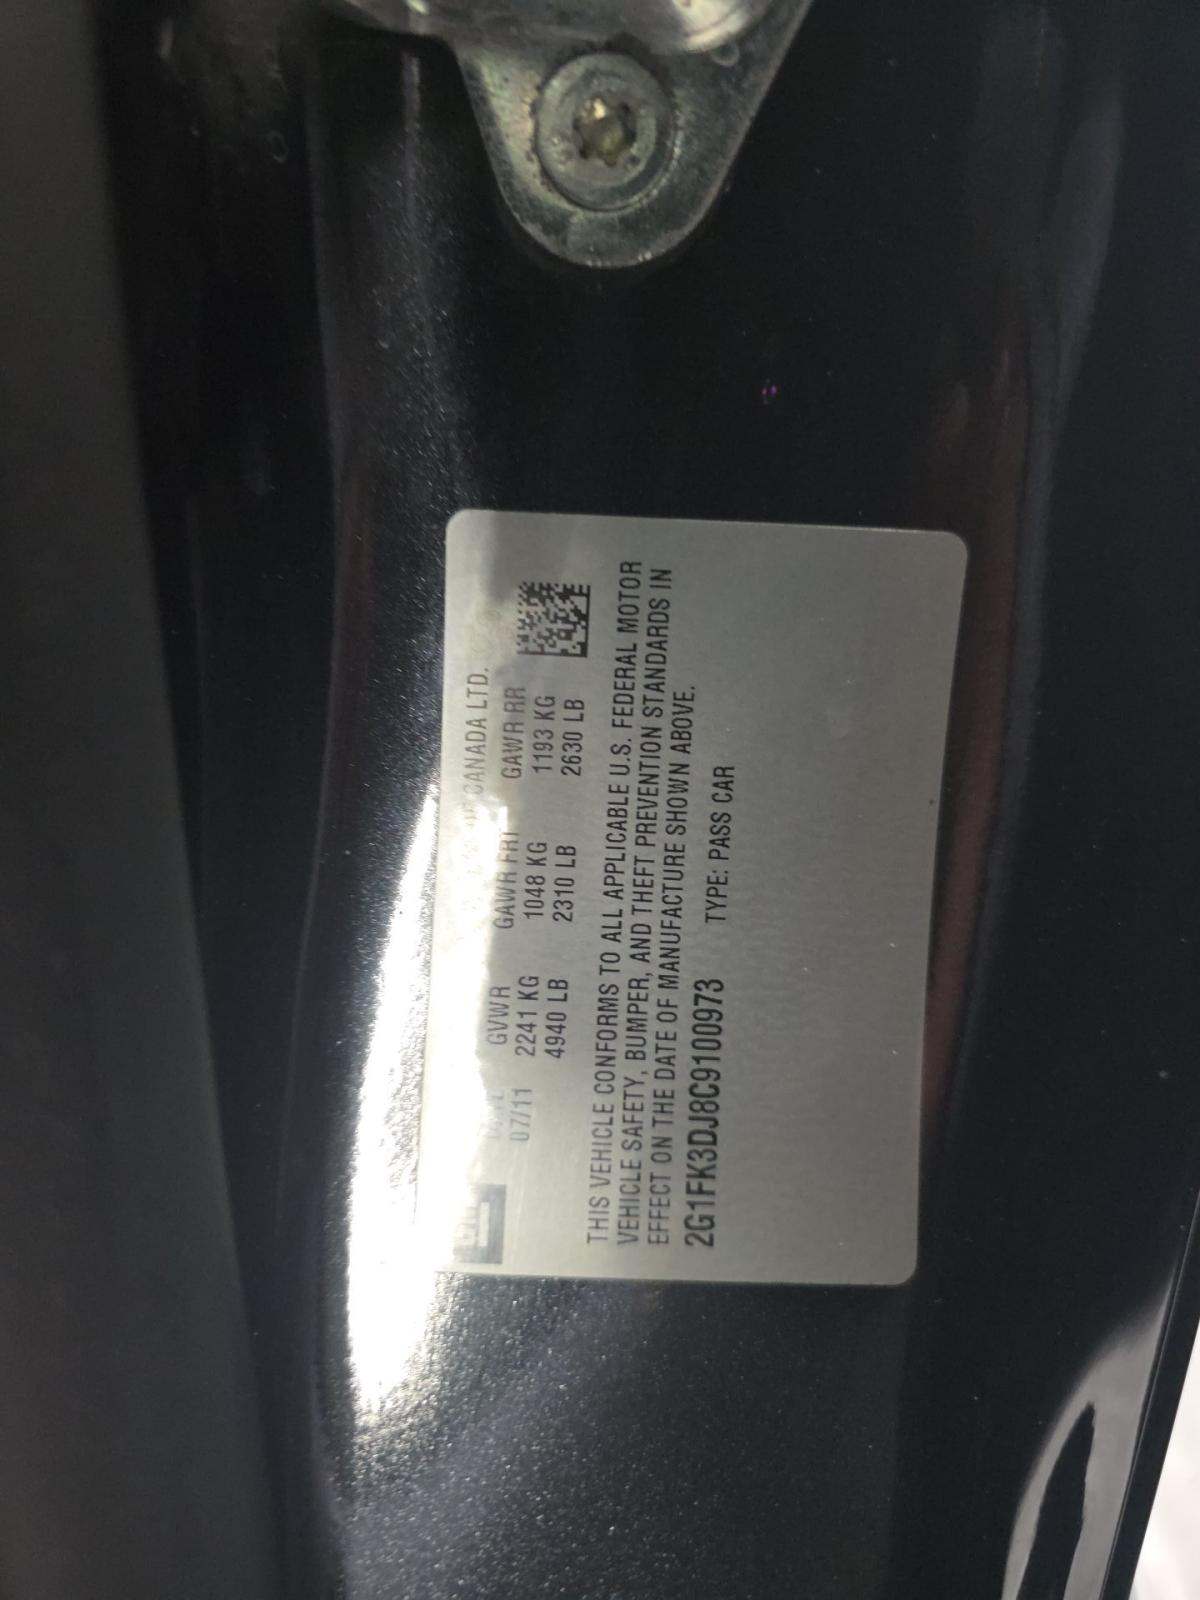 GM
CANADA LTD.
GVWR GAWR FRT GAWR RR
07/11 2241 KG 1048 KG 1193 KG
4940 LB 2310 LB 2630 LB
THIS VEHICLE CONFORMS TO ALL APPLICABLE U.S. FEDERAL MOTOR
VEHICLE SAFETY, BUMPER, AND THEFT PREVENTION STANDARDS IN
EFFECT ON THE DATE OF MANUFACTURE SHOWN ABOVE.
2G1FK3DJ8C9100973 TYPE: PASS CAR